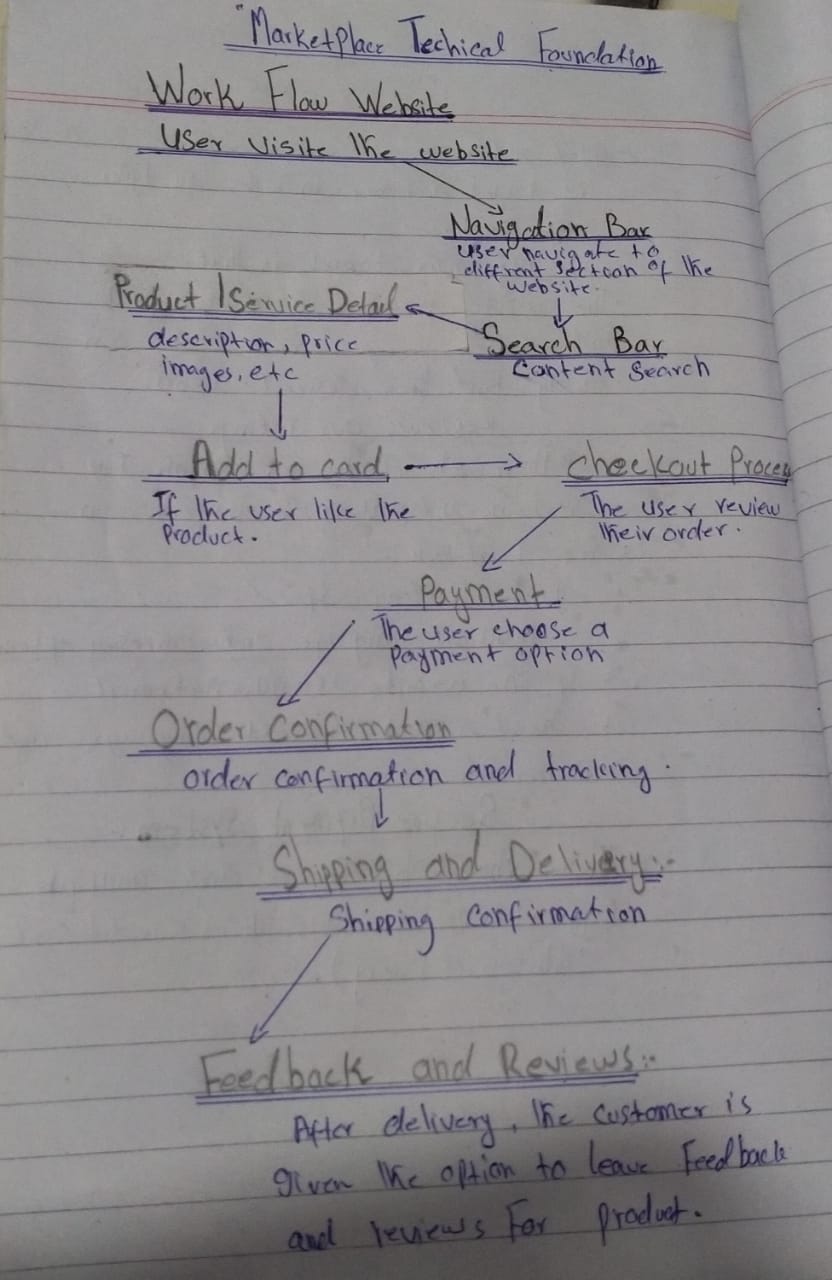 "Marketplace Techical Foundation
Work Flow Website
User visite the website
Navigation Bar
user navigate to
different section of the
website.
Product / Service Detail
description, price
images, etc
Search Bar
Content Search
Add to card
If the user like the
Product.
Checkout Proces
The user review
their order.
Payment
The user choose a
Payment option
Order Confirmation
order confirmation and tracking.
Shipping and Delivery:-
Shipping Confirmation
Feedback and Reviews:-
After delivery, the customer is
given the option to leave Feedback
and reviews For product.